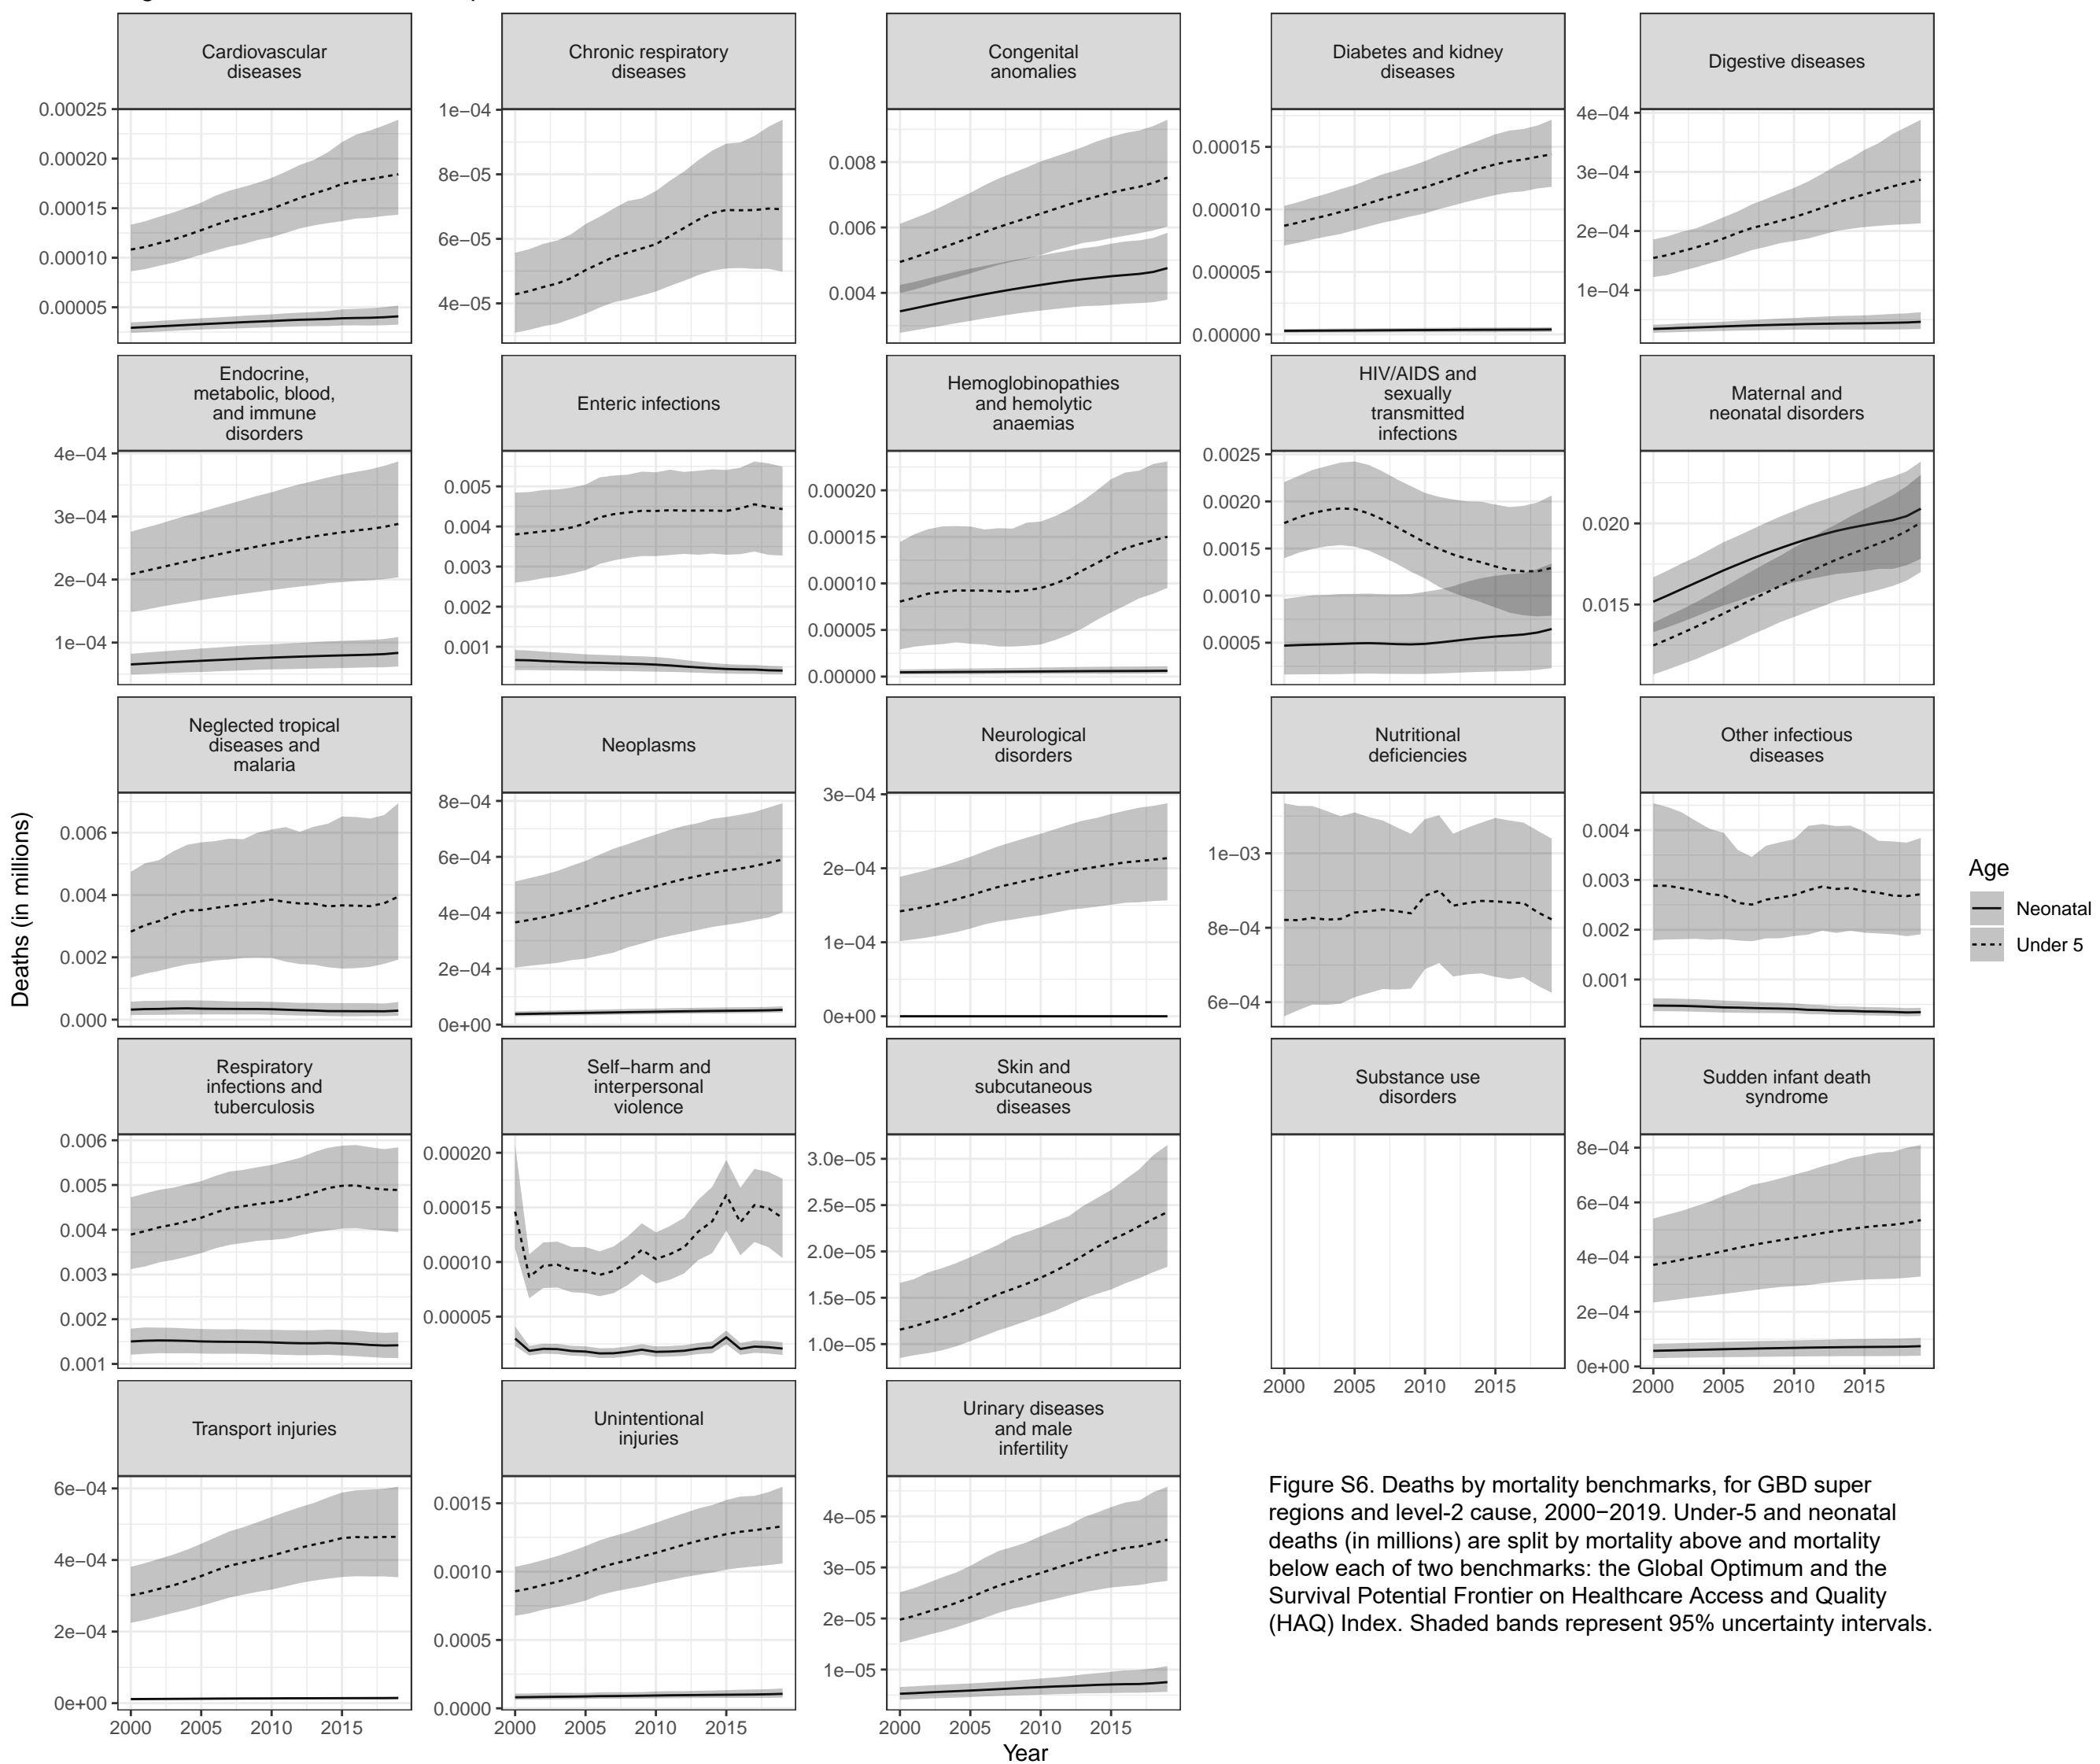 Cardiovascular
diseases
Chronic respiratory
diseases
Congenital
anomalies
Diabetes and kidney
diseases
Digestive diseases
0.00025
0.00020
0.00015
0.00010
0.00005
1e−04
8e−05
6e−05
4e−05
0.008
0.006
0.004
0.00015
0.00010
0.00005
0.00000
4e−04
3e−04
2e−04
1e−04
Endocrine,
metabolic, blood,
and immune
disorders
Enteric infections
Hemoglobinopathies
and hemolytic
anaemias
HIV/AIDS and
sexually
transmitted
infections
Maternal and
neonatal disorders
4e−04
3e−04
2e−04
1e−04
0.005
0.004
0.003
0.002
0.001
0.00020
0.00015
0.00010
0.00005
0.00000
0.0025
0.0020
0.0015
0.0010
0.0005
0.020
0.015
Neglected tropical
diseases and
malaria
Neoplasms
Neurological
disorders
Nutritional
deficiencies
Other infectious
diseases
0.006
0.004
0.002
0.000
8e−04
6e−04
4e−04
2e−04
0e+00
3e−04
2e−04
1e−04
0e+00
1e−03
8e−04
6e−04
0.004
0.003
0.002
0.001
Respiratory
infections and
tuberculosis
Self−harm and
interpersonal
violence
Skin and
subcutaneous
diseases
Substance use
disorders
Sudden infant death
syndrome
0.006
0.005
0.004
0.003
0.002
0.001
0.00020
0.00015
0.00010
0.00005
3.0e−05
2.5e−05
2.0e−05
1.5e−05
1.0e−05
2000 2005 2010 2015
8e−04
6e−04
4e−04
2e−04
0e+00
2000 2005 2010 2015
Transport injuries
Unintentional
injuries
Urinary diseases
and male
infertility
6e−04
4e−04
2e−04
0e+00
2000 2005 2010 2015
0.0015
0.0010
0.0005
0.0000
2000 2005 2010 2015
4e−05
3e−05
2e−05
1e−05
2000 2005 2010 2015
Deaths (in millions)
Year
Age
Neonatal
Under 5
Figure S6. Deaths by mortality benchmarks, for GBD super
regions and level-2 cause, 2000−2019. Under-5 and neonatal
deaths (in millions) are split by mortality above and mortality
below each of two benchmarks: the Global Optimum and the
Survival Potential Frontier on Healthcare Access and Quality
(HAQ) Index. Shaded bands represent 95% uncertainty intervals.